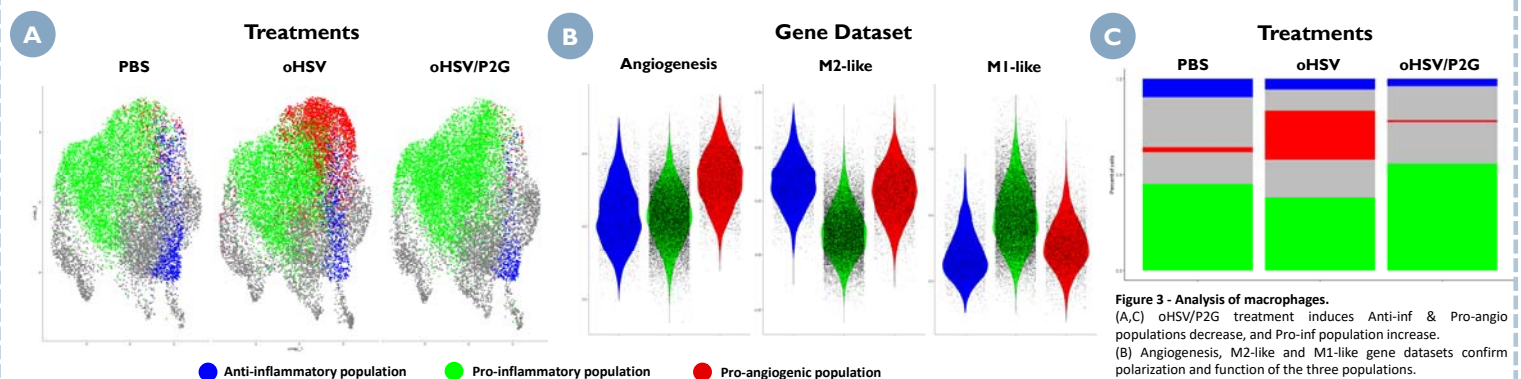 A
Treatments
PBS
oHSV
oHSV/P2G
B
Gene Dataset
Angiogenesis
M2-like
M1-like
C
Treatments
PBS
oHSV
oHSV/P2G
Percent of cells
Anti-inflammatory population
Pro-inflammatory population
Pro-angiogenic population
Figure 3 - Analysis of macrophages.
(A,C) oHSV/P2G treatment induces Anti-inf & Pro-angio
populations decrease, and Pro-inf population increase.
(B) Angiogenesis, M2-like and M1-like gene datasets confirm
polarization and function of the three populations.